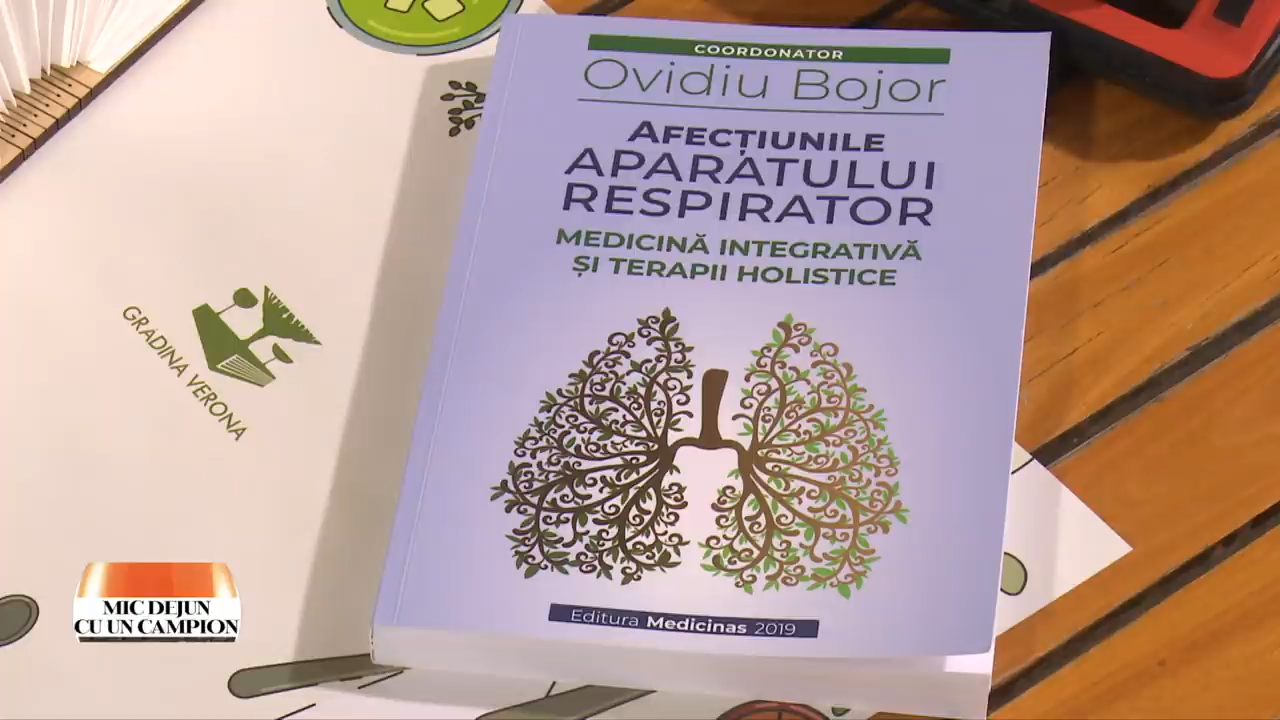 COORDONATOR
Ovidiu Bojor
AFECȚIUNILE
APARATULUI
RESPIRATOR
MEDICINĂ INTEGRATIVĂ
ȘI TERAPII HOLISTICE
Editura Medicinas 2019
GRĂDINA VERONA
MIC DEJUN
CU UN CAMPION